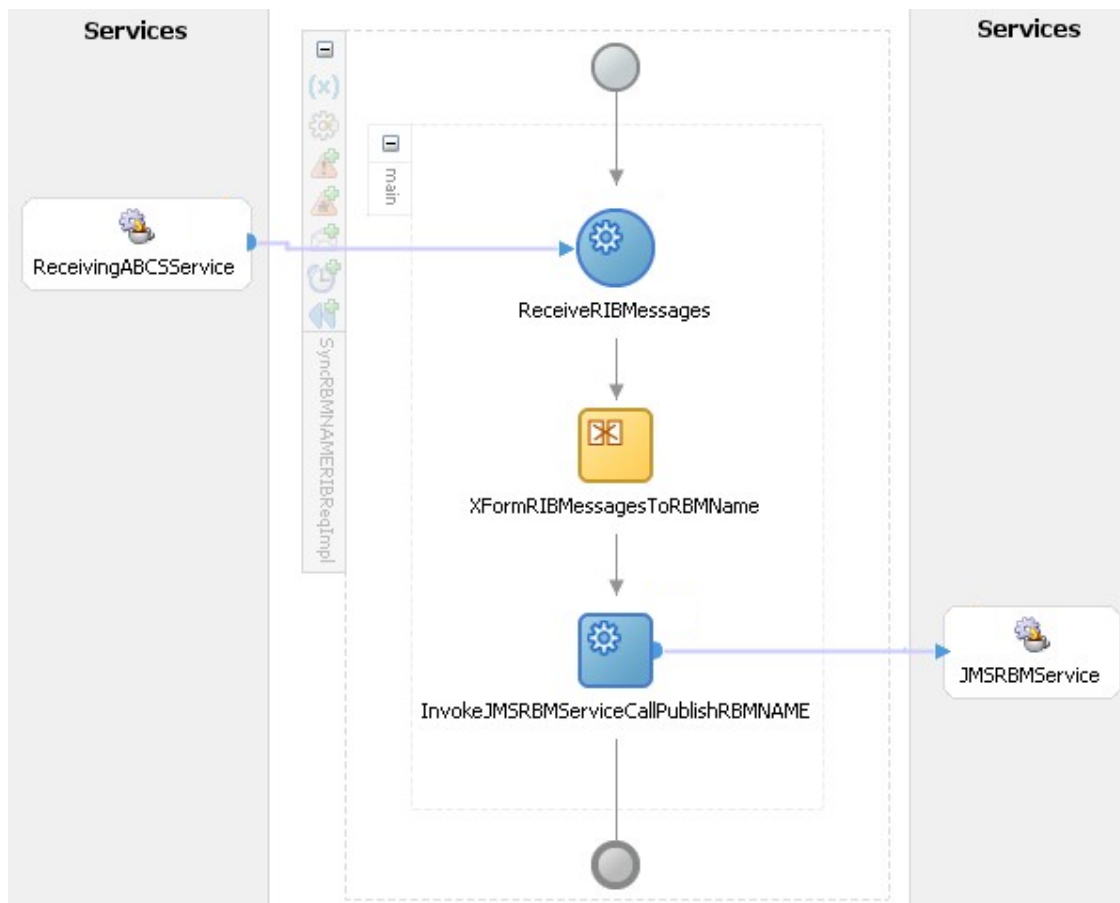 Services
Services
(x)
main
ReceivingABCSService
ReceiveRIBMessages
SyncRBMNAMERIBReqImpl
XFormRIBMessagesToRBMName
JMSRBMService
InvokeJMSRBMServiceCallPublishRBMNAME